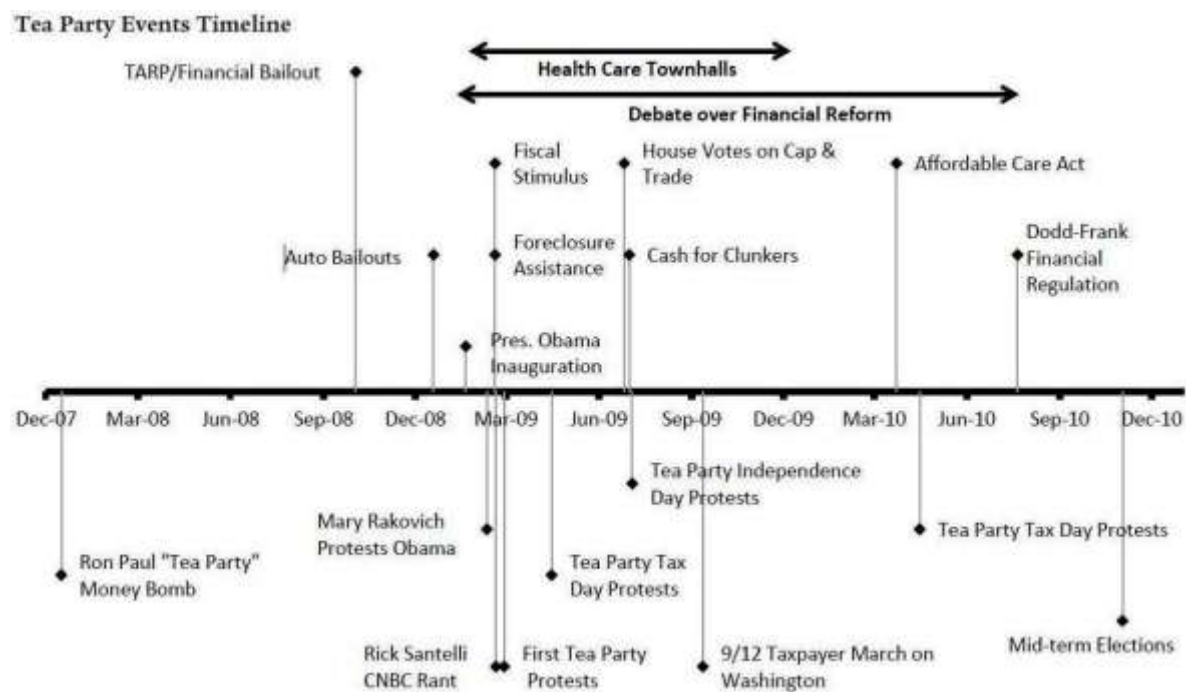 Tea Party Events Timeline
TARP/Financial Bailout
Health Care Townhalls
Debate over Financial Reform
Fiscal
Stimulus
House Votes on Cap &
Trade
Affordable Care Act
Auto Bailouts
Foreclosure
Assistance
Cash for Clunkers
Dodd-Frank
Financial
Regulation
Pres. Obama
Inauguration
Dec-07 Mar-08 Jun-08 Sep-08 Dec-08 Mar-09 Jun-09 Sep-09 Dec-09 Mar-10 Jun-10 Sep-10 Dec-10
Tea Party Independence
Day Protests
Mary Rakovich
Protests Obama
Tea Party Tax Day Protests
Ron Paul "Tea Party"
Money Bomb
Tea Party Tax
Day Protests
Mid-term Elections
Rick Santelli
CNBC Rant
First Tea Party
Protests
9/12 Taxpayer March on
Washington